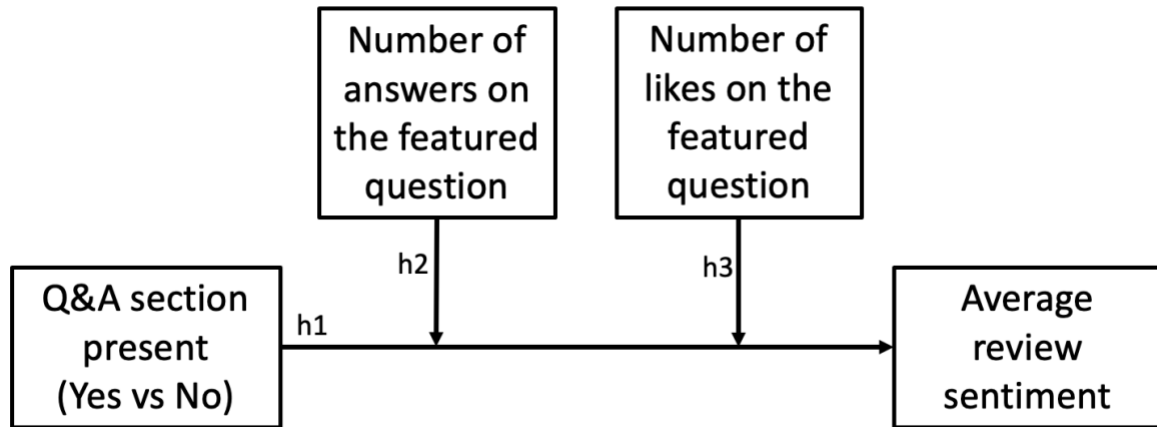 Number of
answers on
the featured
question
Number of
likes on the
featured
question
h2
h3
Q&A section
present
(Yes vs No)
h1
Average
review
sentiment